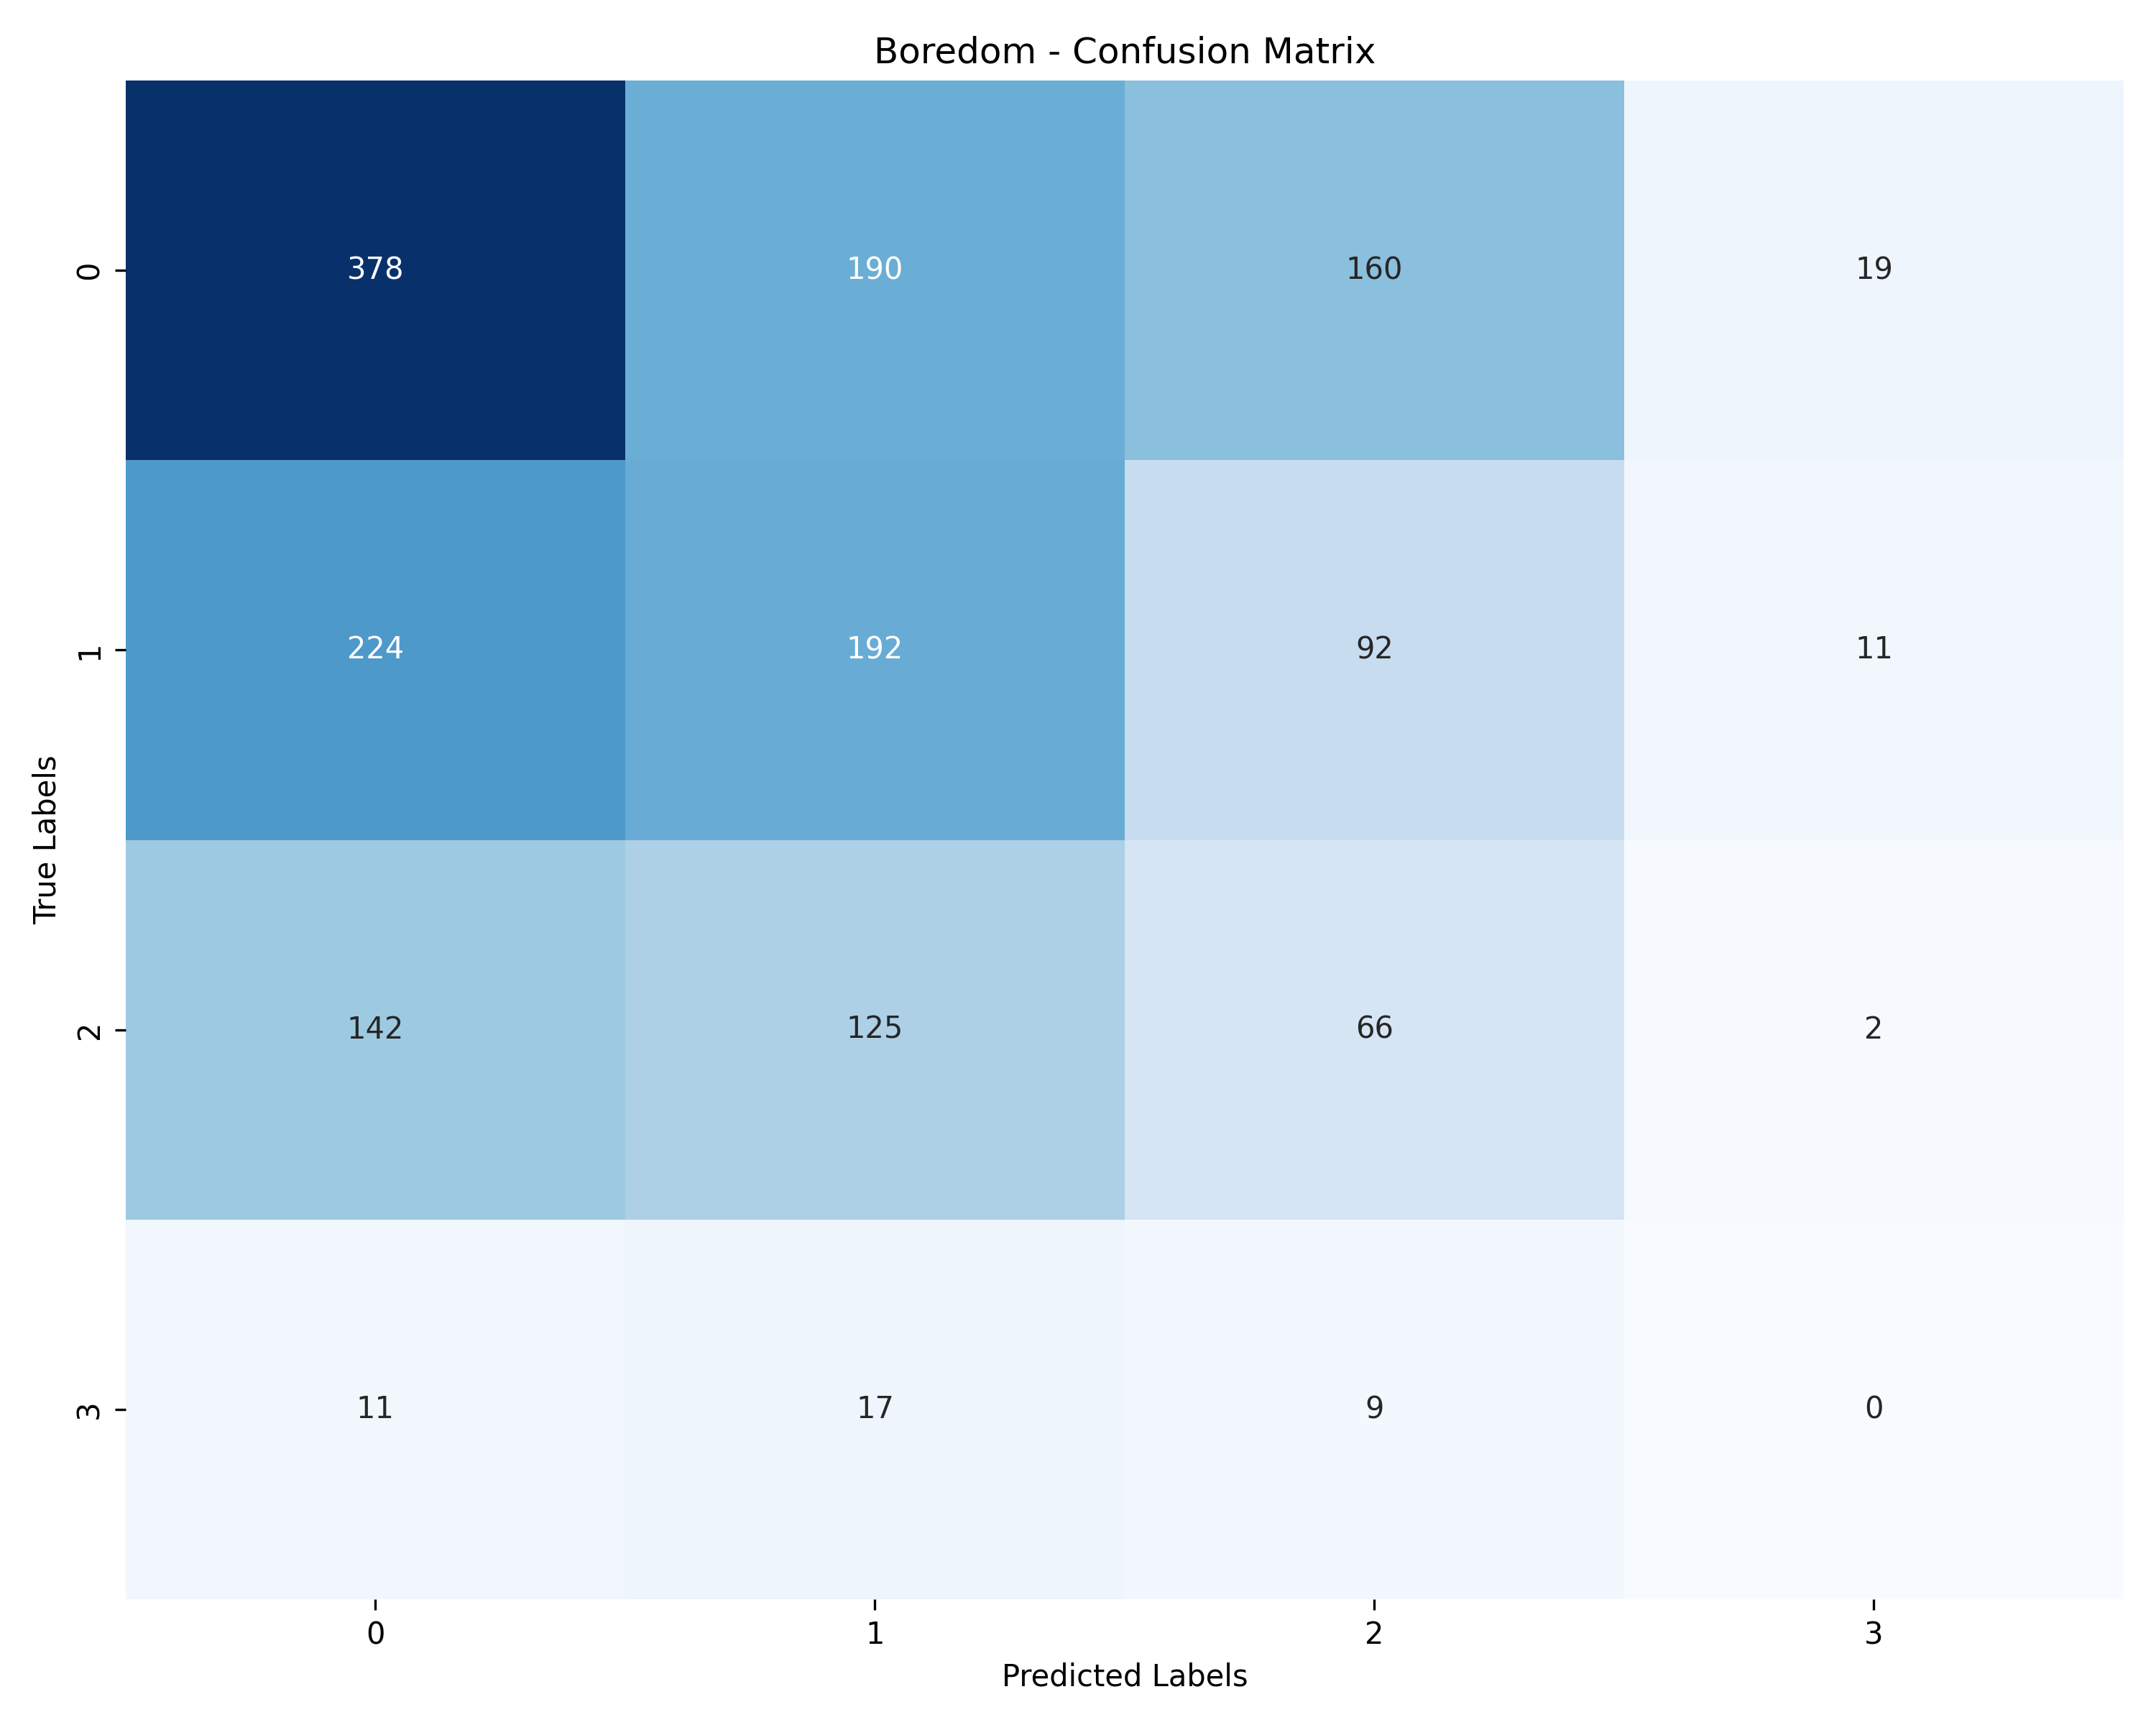 Boredom - Confusion Matrix
True Labels
0 378 190 160 19
1 224 192 92 11
2 142 125 66 2
3 11 17 9 0
0 1 2 3
Predicted Labels